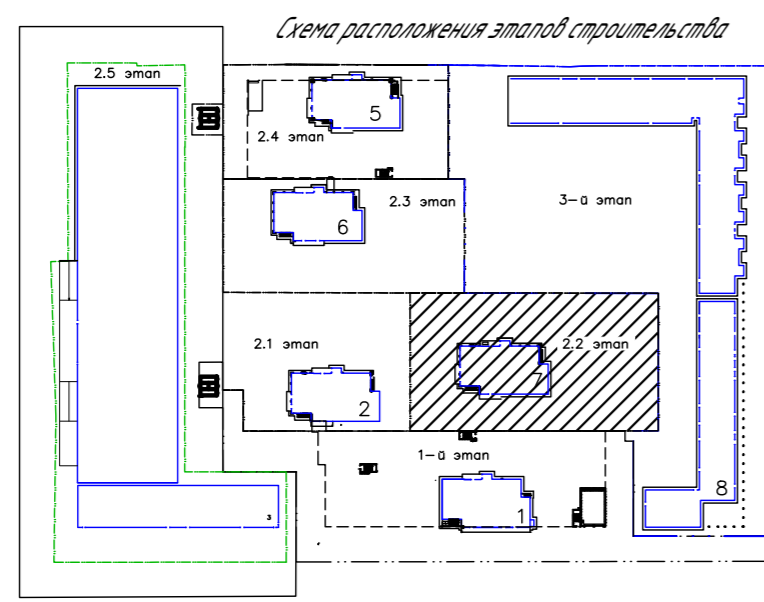 Схема расположения этапов строительства
2.5 этап
5
2.4 этап
2.3 этап
3-й этап
6
2.1 этап
2.2 этап
7
2
1-й этап
8
1
3